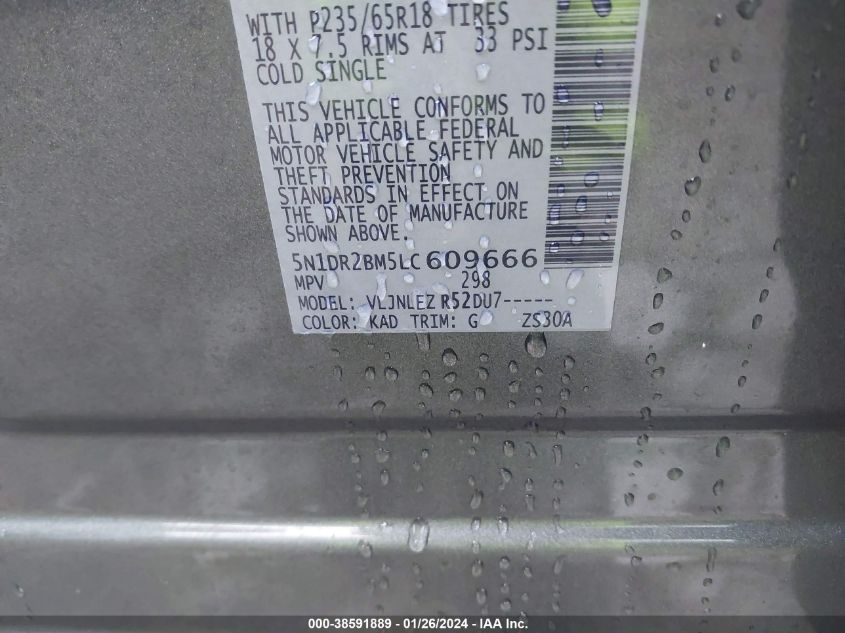 WITH P235/65R18 TIRES
18 X 7.5 RIMS AT 33 PSI
COLD SINGLE
THIS VEHICLE CONFORMS TO
ALL APPLICABLE FEDERAL
MOTOR VEHICLE SAFETY AND
THEFT PREVENTION
STANDARDS IN EFFECT ON
THE DATE OF MANUFACTURE
SHOWN ABOVE.
5N1DR2BM5LC609666
MPV 298
MODEL: VLJNLEZ R52DU7-----
COLOR: KAD TRIM: G ZS30A
000-38591889 - 01/26/2024 - IAA Inc.